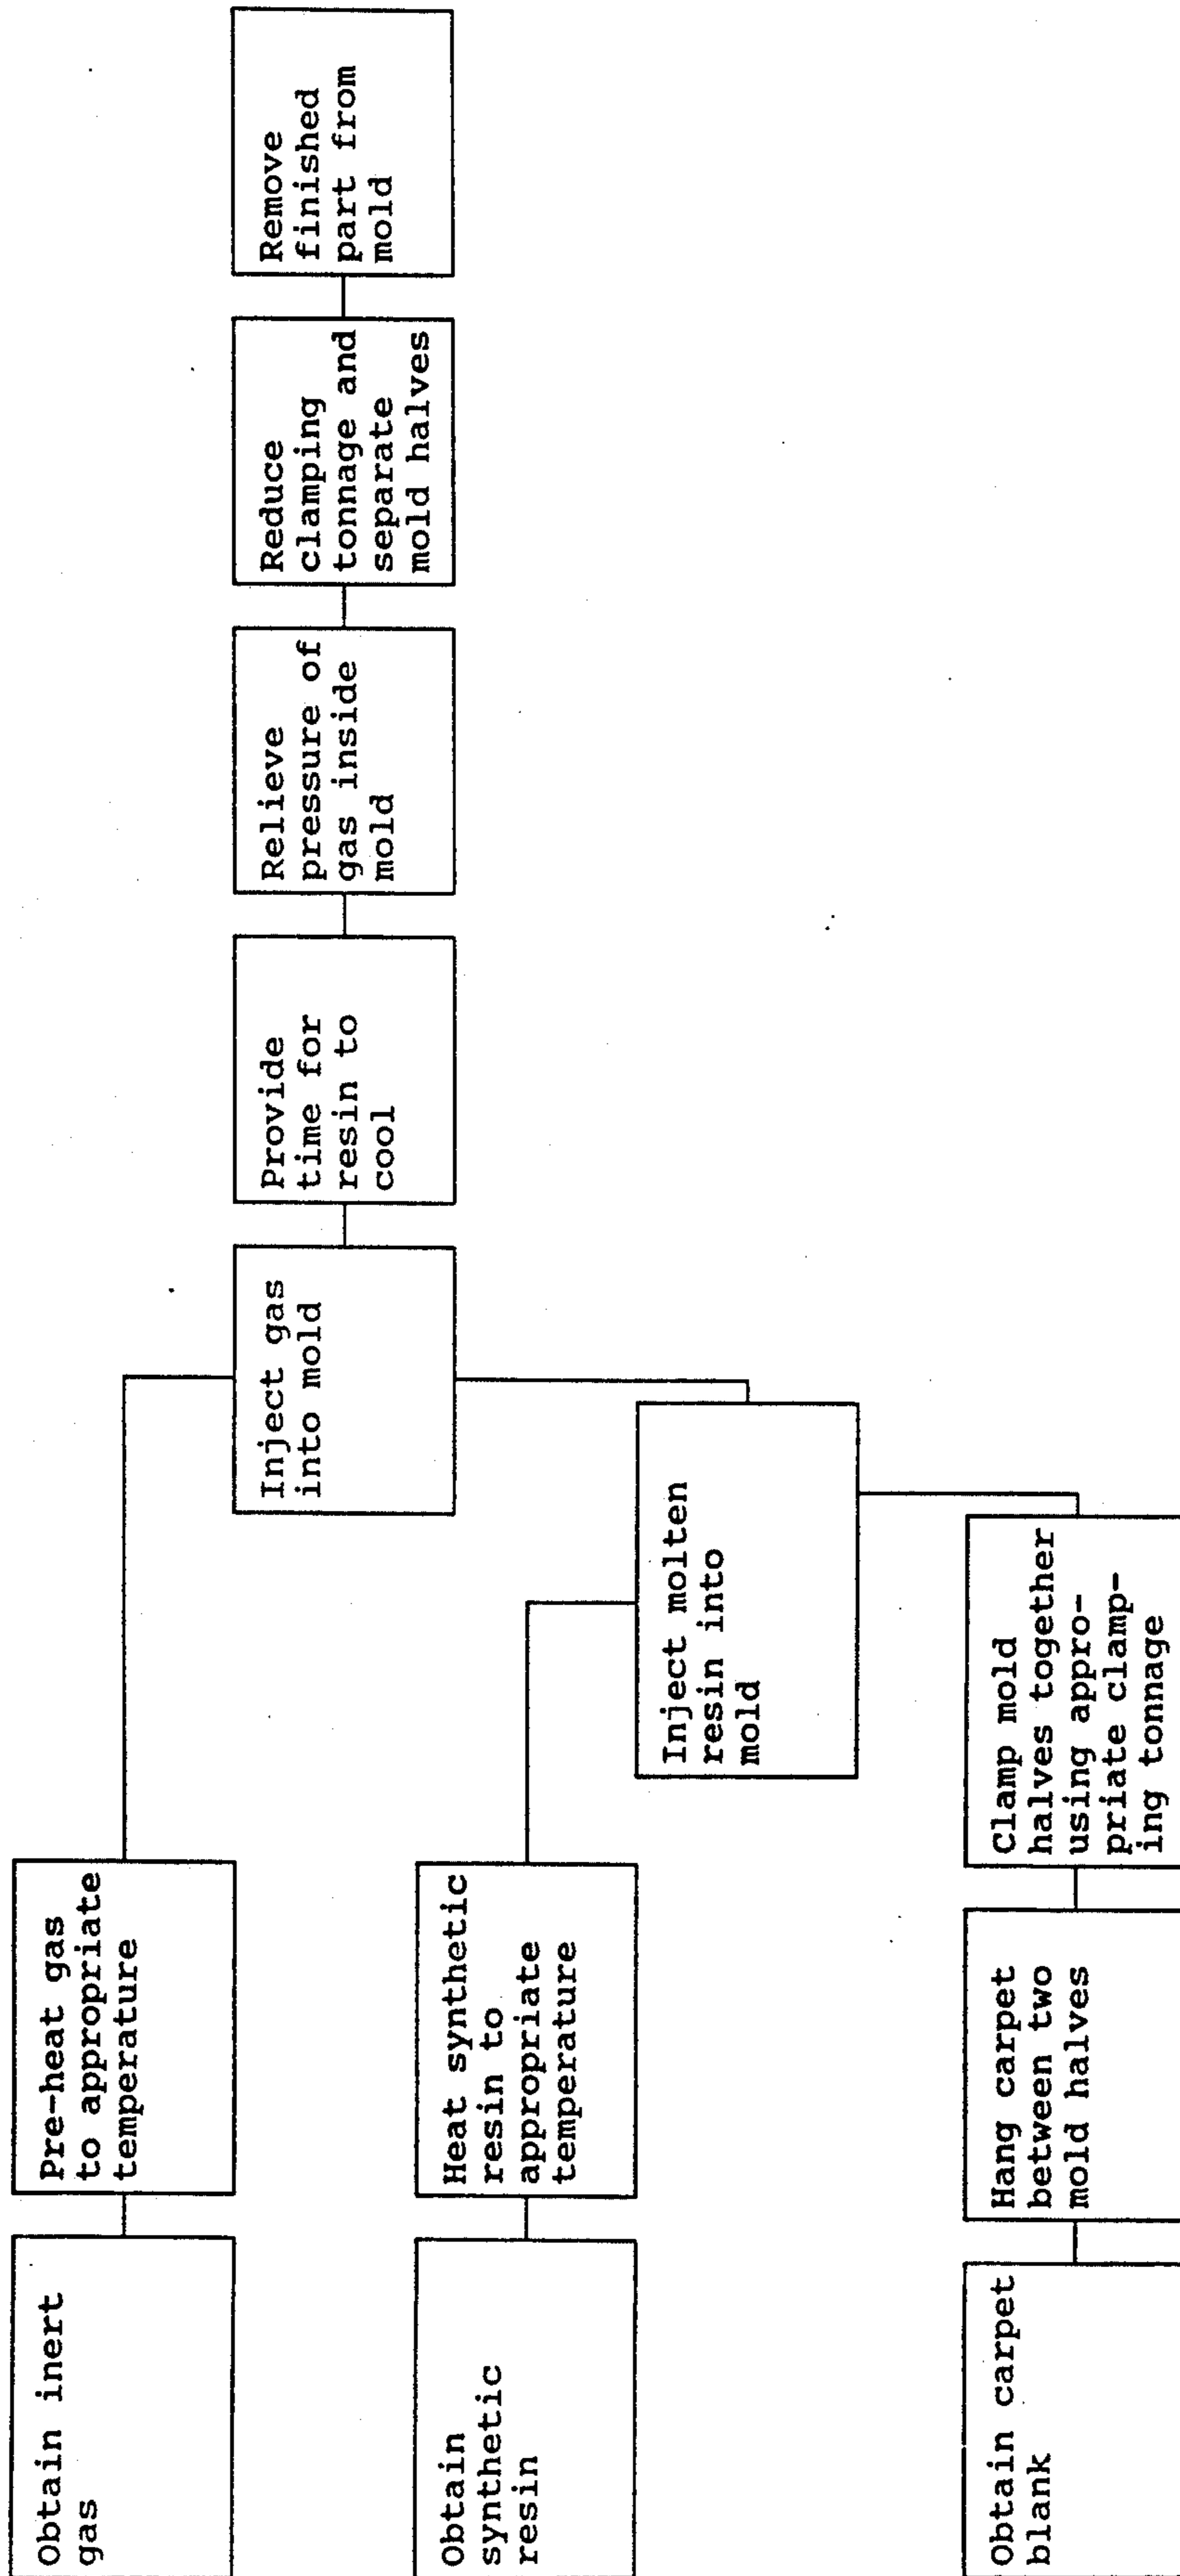 Obtain inert
gas
Pre-heat gas
to appropriate
temperature
Obtain
synthetic
resin
Heat synthetic
resin to
appropriate
temperature
Obtain carpet
blank
Hang carpet
between two
mold halves
Clamp mold
halves together
using appro-
priate clamp-
ing tonnage
Inject molten
resin into
mold
Inject gas
into mold
Provide
time for
resin to
cool
Relieve
pressure of
gas inside
mold
Reduce
clamping
tonnage and
separate
mold halves
Remove
finished
part from
mold